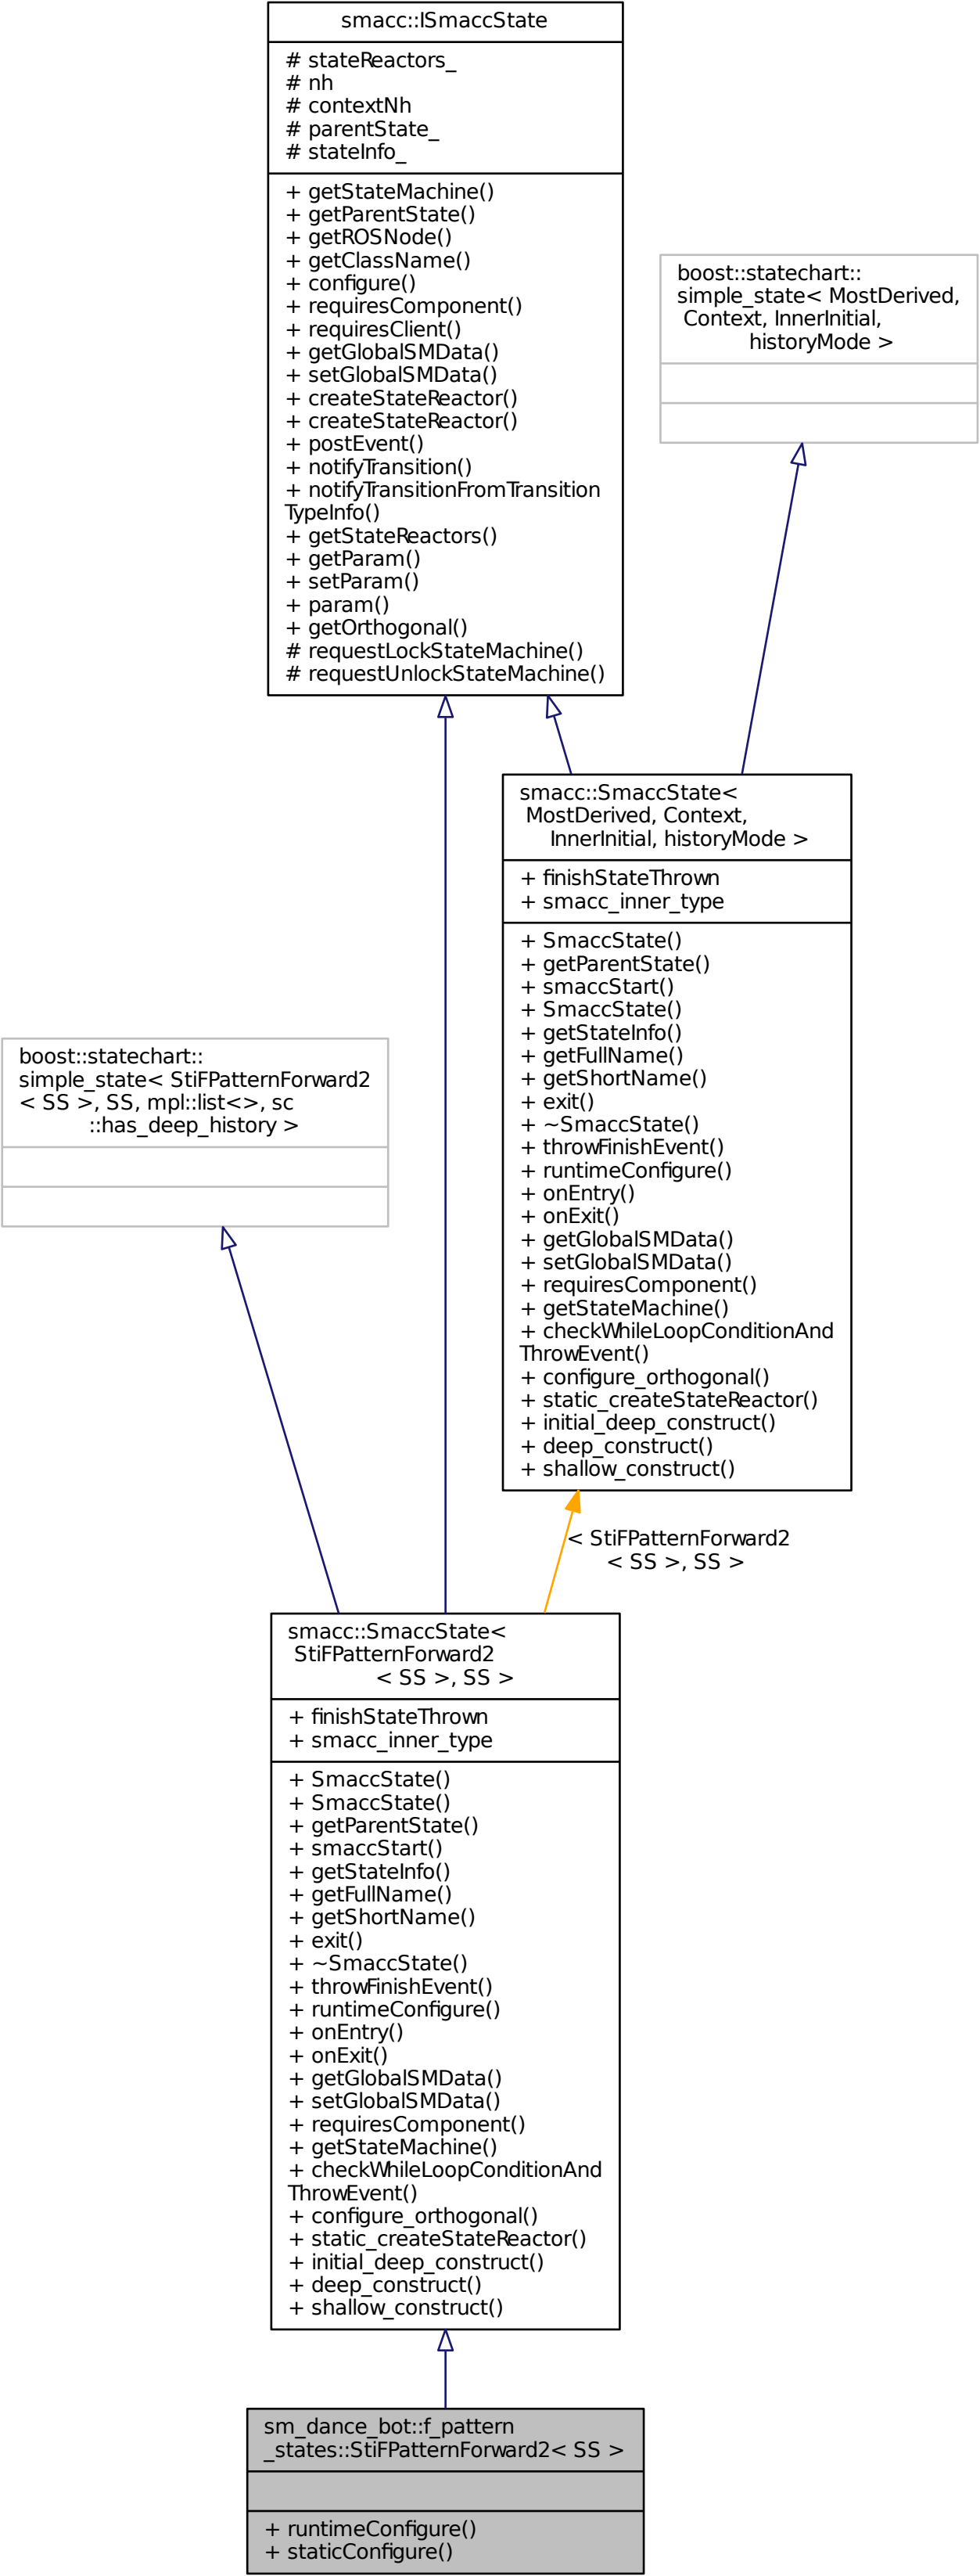 smacc::ISmaccState
# stateReactors_
# nh
# contextNh
# parentState_
# stateInfo_
+ getStateMachine()
+ getParentState()
+ getROSNode()
+ getClassName()
+ configure()
+ requiresComponent()
+ requiresClient()
+ getGlobalSMData()
+ setGlobalSMData()
+ createStateReactor()
+ createStateReactor()
+ postEvent()
+ notifyTransition()
+ notifyTransitionFromTransition
TypeInfo()
+ getStateReactors()
+ getParam()
+ setParam()
+ param()
+ getOrthogonal()
# requestLockStateMachine()
# requestUnlockStateMachine()
boost::statechart::
simple_state< MostDerived,
Context, InnerInitial,
historyMode >
smacc::SmaccState<
MostDerived, Context,
InnerInitial, historyMode >
+ finishStateThrown
+ smacc_inner_type
+ SmaccState()
+ getParentState()
+ smaccStart()
+ SmaccState()
+ getStateInfo()
+ getFullName()
+ getShortName()
+ exit()
+ ~SmaccState()
+ throwFinishEvent()
+ runtimeConfigure()
+ onEntry()
+ onExit()
+ getGlobalSMData()
+ setGlobalSMData()
+ requiresComponent()
+ getStateMachine()
+ checkWhileLoopConditionAnd
ThrowEvent()
+ configure_orthogonal()
+ static_createStateReactor()
+ initial_deep_construct()
+ deep_construct()
+ shallow_construct()
boost::statechart::
simple_state< StiFPatternForward2
< SS >, SS, mpl::list<>, sc
::has_deep_history >
< StiFPatternForward2
< SS >, SS >
smacc::SmaccState<
StiFPatternForward2
< SS >, SS >
+ finishStateThrown
+ smacc_inner_type
+ SmaccState()
+ SmaccState()
+ getParentState()
+ smaccStart()
+ getStateInfo()
+ getFullName()
+ getShortName()
+ exit()
+ ~SmaccState()
+ throwFinishEvent()
+ runtimeConfigure()
+ onEntry()
+ onExit()
+ getGlobalSMData()
+ setGlobalSMData()
+ requiresComponent()
+ getStateMachine()
+ checkWhileLoopConditionAnd
ThrowEvent()
+ configure_orthogonal()
+ static_createStateReactor()
+ initial_deep_construct()
+ deep_construct()
+ shallow_construct()
sm_dance_bot::f_pattern
_states::StiFPatternForward2< SS >
+ runtimeConfigure()
+ staticConfigure()